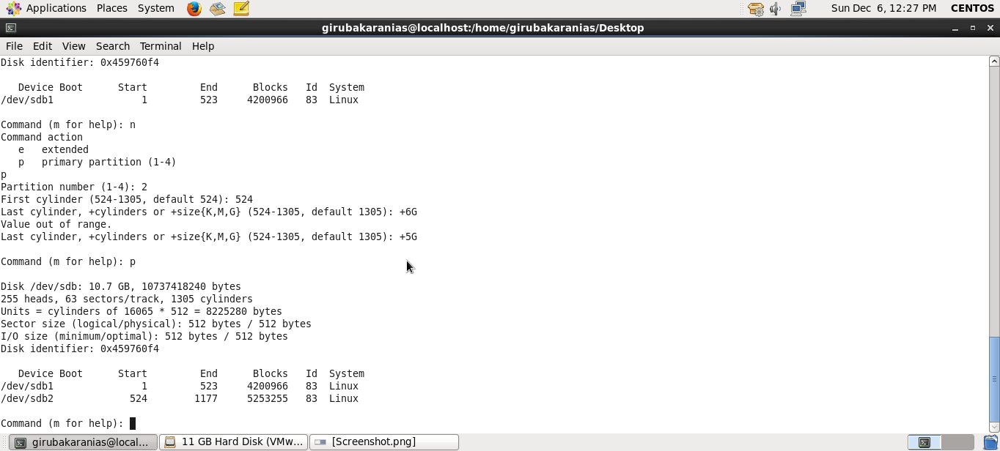 Applications Places System Sun Dec 6, 12:27 PM CENTOS
girubakaranias@localhost:/home/girubakaranias/Desktop
File Edit View Search Terminal Help
Disk identifier: 0x459760f4
   Device Boot      Start         End      Blocks   Id  System
/dev/sdb1               1         523     4200966   83  Linux
Command (m for help): n
Command action
   e   extended
   p   primary partition (1-4)
p
Partition number (1-4): 2
First cylinder (524-1305, default 524): 524
Last cylinder, +cylinders or +size{K,M,G} (524-1305, default 1305): +6G
Value out of range.
Last cylinder, +cylinders or +size{K,M,G} (524-1305, default 1305): +5G
Command (m for help): p
Disk /dev/sdb: 10.7 GB, 10737418240 bytes
255 heads, 63 sectors/track, 1305 cylinders
Units = cylinders of 16065 * 512 = 8225280 bytes
Sector size (logical/physical): 512 bytes / 512 bytes
I/O size (minimum/optimal): 512 bytes / 512 bytes
Disk identifier: 0x459760f4
   Device Boot      Start         End      Blocks   Id  System
/dev/sdb1               1         523     4200966   83  Linux
/dev/sdb2             524        1177     5253255   83  Linux
Command (m for help):
girubakaranias@local... 11 GB Hard Disk (VMw... [Screenshot.png]